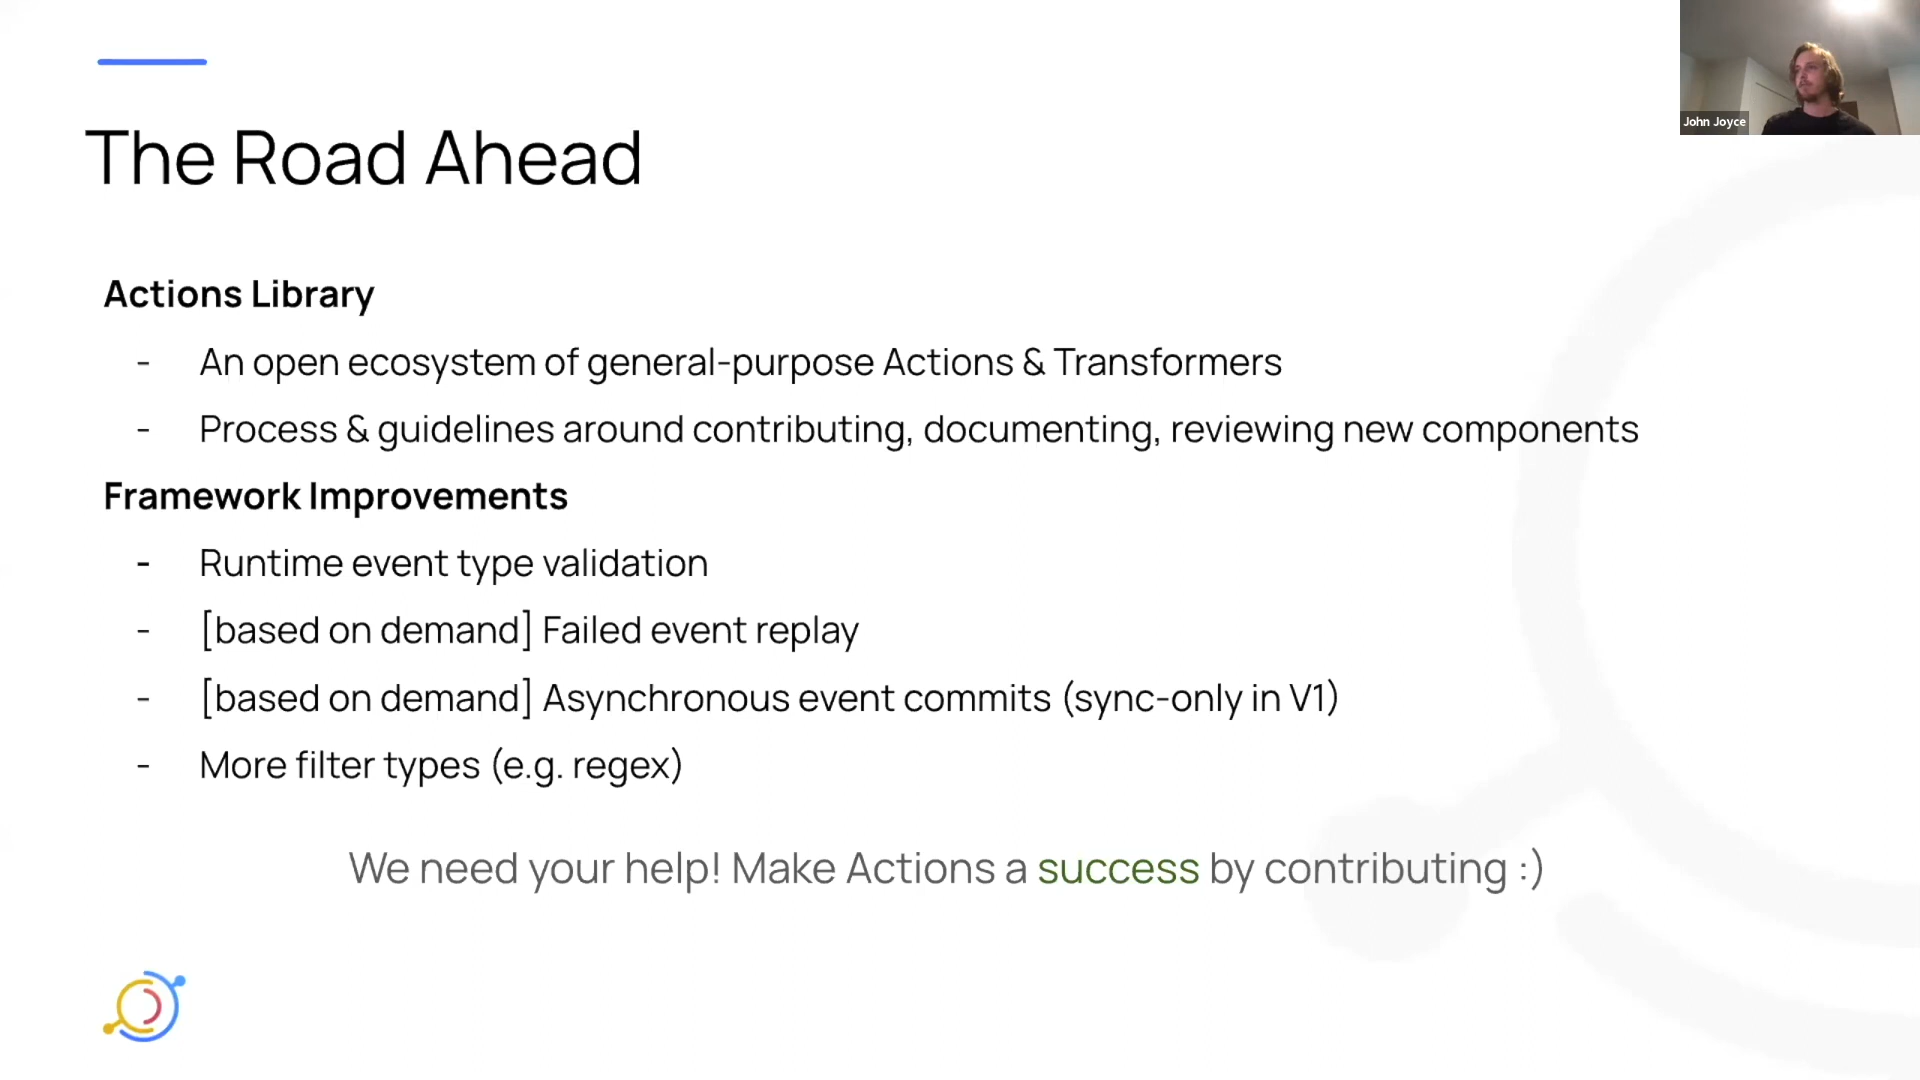 John Joyce
The Road Ahead
Actions Library
- An open ecosystem of general-purpose Actions & Transformers
- Process & guidelines around contributing, documenting, reviewing new components
Framework Improvements
- Runtime event type validation
- [based on demand] Failed event replay
- [based on demand] Asynchronous event commits (sync-only in V1)
- More filter types (e.g. regex)
We need your help! Make Actions a success by contributing :)